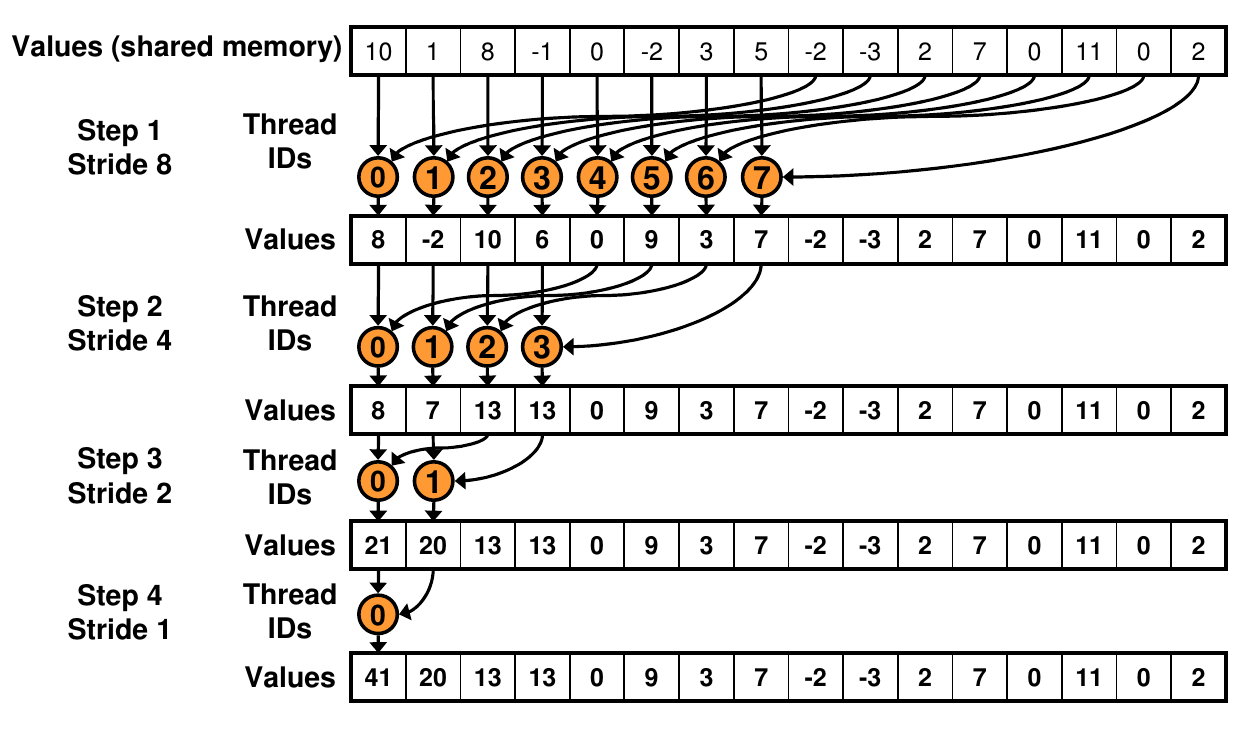 Values (shared memory) 10 1 8 -1 0 -2 3 5 -2 -3 2 7 0 11 0 2
Step 1 Thread
Stride 8 IDs
0 1 2 3 4 5 6 7
Values 8 -2 10 6 0 9 3 7 -2 -3 2 7 0 11 0 2
Step 2 Thread
Stride 4 IDs
0 1 2 3
Values 8 7 13 13 0 9 3 7 -2 -3 2 7 0 11 0 2
Step 3 Thread
Stride 2 IDs
0 1
Values 21 20 13 13 0 9 3 7 -2 -3 2 7 0 11 0 2
Step 4 Thread
Stride 1 IDs
0
Values 41 20 13 13 0 9 3 7 -2 -3 2 7 0 11 0 2